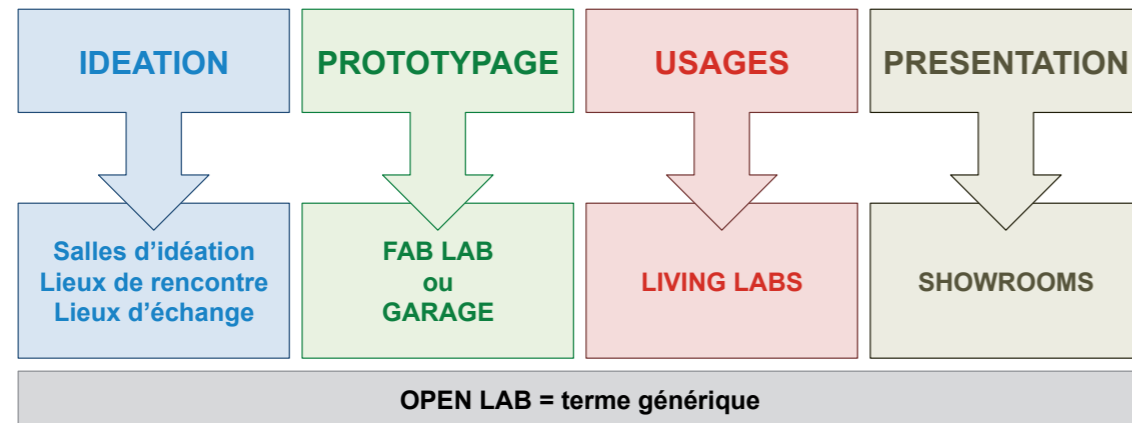 IDEATION
PROTOTYPAGE
USAGES
PRESENTATION
Salles d’idéation
Lieux de rencontre
Lieux d’échange
FAB LAB
ou
GARAGE
LIVING LABS
SHOWROOMS
OPEN LAB = terme générique